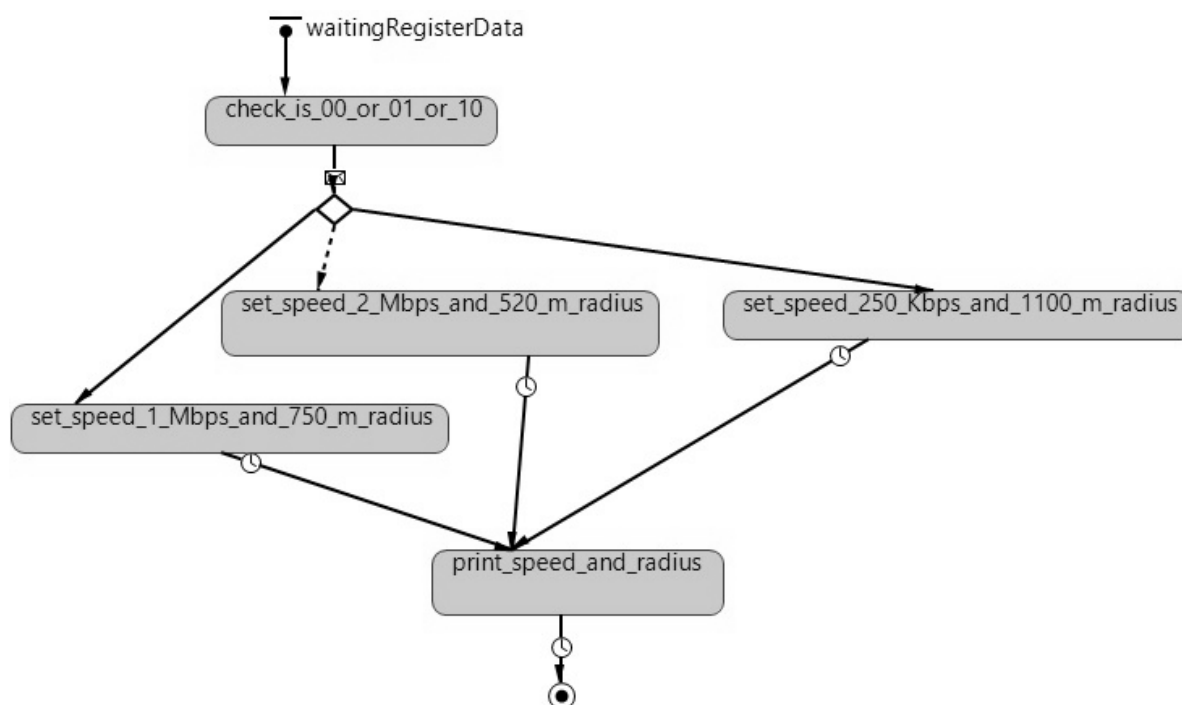 waitingRegisterData
check_is_00_or_01_or_10
set_speed_2_Mbps_and_520_m_radius
set_speed_250_Kbps_and_1100_m_radius
set_speed_1_Mbps_and_750_m_radius
print_speed_and_radius